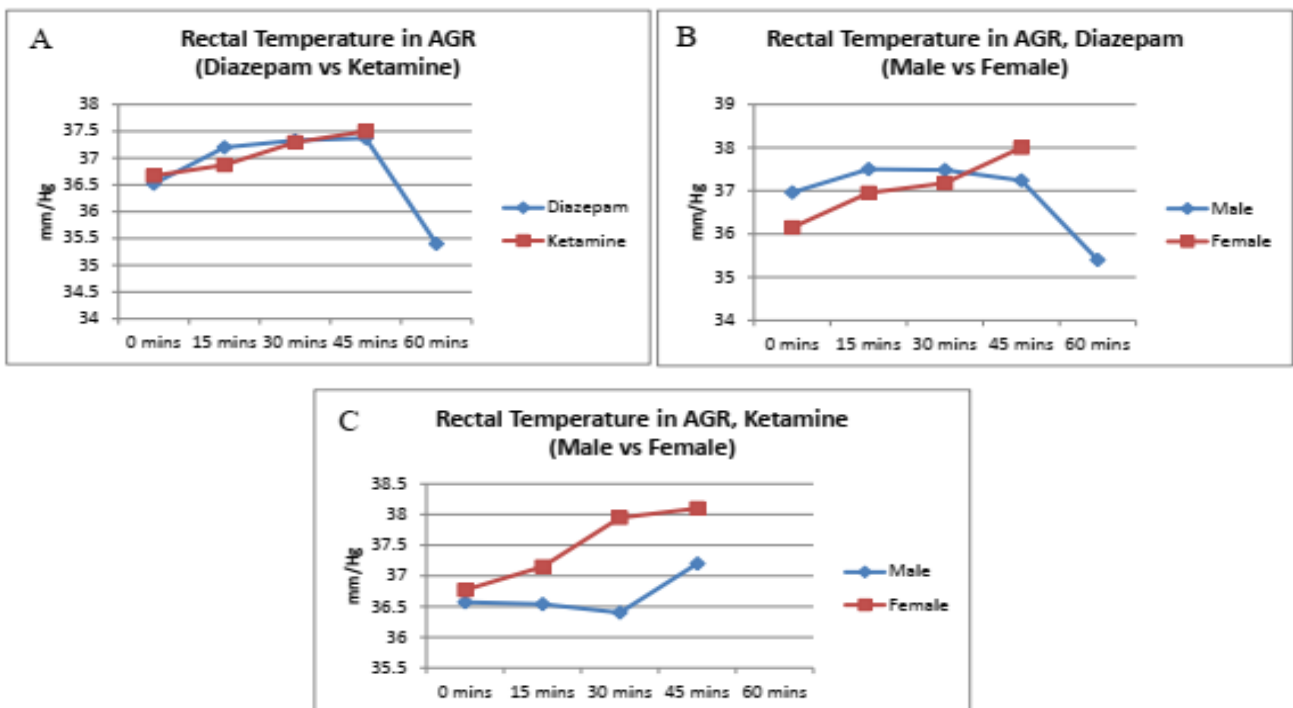 A
Rectal Temperature in AGR
(Diazepam vs Ketamine)
38
37.5
37
36.5
36
35.5
35
34.5
34
mm/Hg
0 mins 15 mins 30 mins 45 mins 60 mins
Diazepam
Ketamine
B
Rectal Temperature in AGR, Diazepam
(Male vs Female)
39
38
37
36
35
34
mm/Hg
0 mins 15 mins 30 mins 45 mins 60 mins
Male
Female
C
Rectal Temperature in AGR, Ketamine
(Male vs Female)
38.5
38
37.5
37
36.5
36
35.5
mm/Hg
0 mins 15 mins 30 mins 45 mins 60 mins
Male
Female